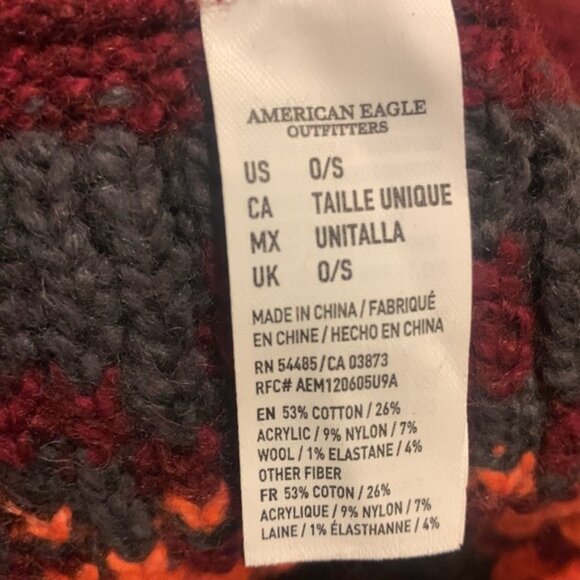 AMERICAN EAGLE
OUTFITTERS
US O/S
CA TAILLE UNIQUE
MX UNITALLA
UK O/S
MADE IN CHINA / FABRIQUÉ
EN CHINE / HECHO EN CHINA
RN 54485 / CA 03873
RFC# AEM120605U9A
EN 53% COTTON / 26%
ACRYLIC / 9% NYLON / 7%
WOOL / 1% ELASTANE / 4%
OTHER FIBER
FR 53% COTON / 26%
ACRYLIQUE / 9% NYLON / 7%
LAINE / 1% ÉLASTHANNE / 4%